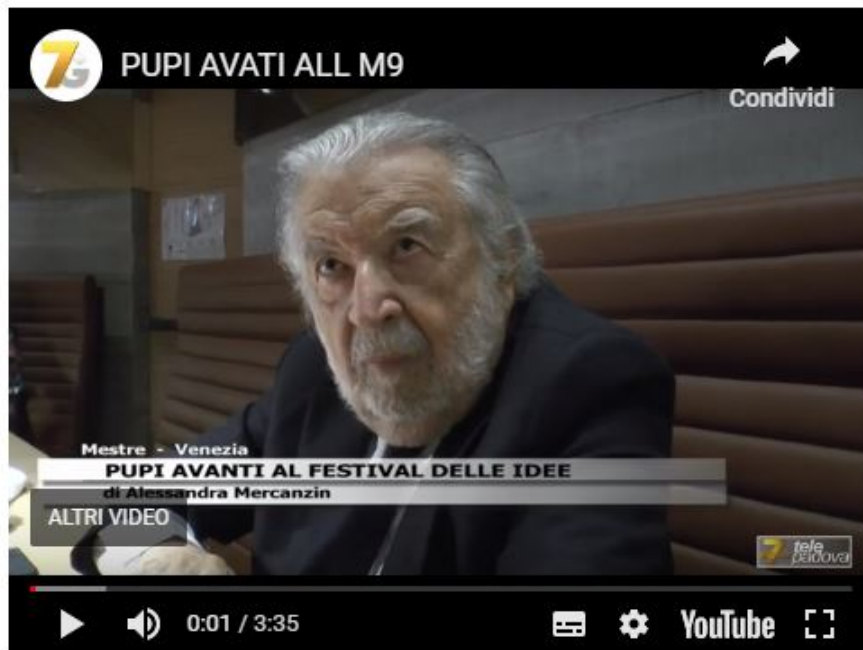 7G
PUPI AVATI ALL M9
Condividi
Mestre - Venezia
PUPI AVANTI AL FESTIVAL DELLE IDEE
di Alessandra Mercanzin
ALTRI VIDEO
7 tele
padova
0:01 / 3:35
YouTube